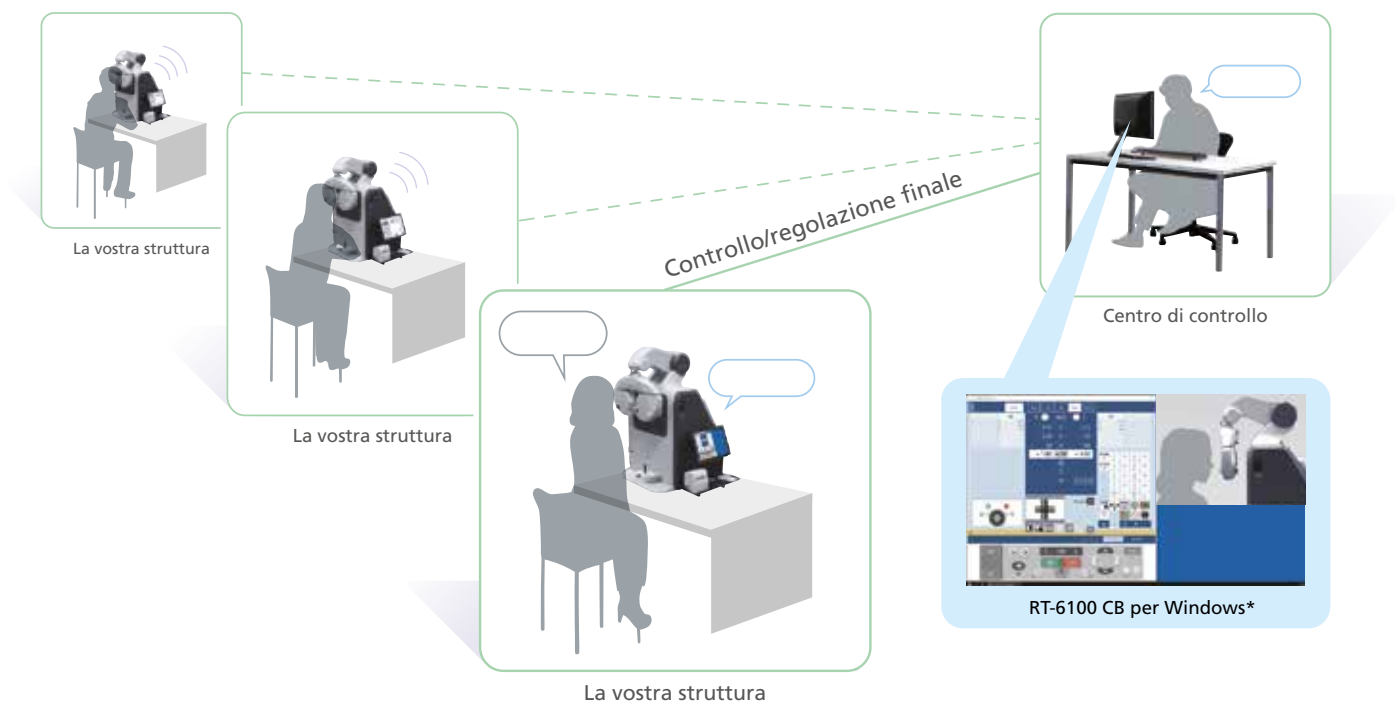 La vostra struttura
La vostra struttura
Controllo/regolazione finale
Centro di controllo
RT-6100 CB per Windows*
La vostra struttura